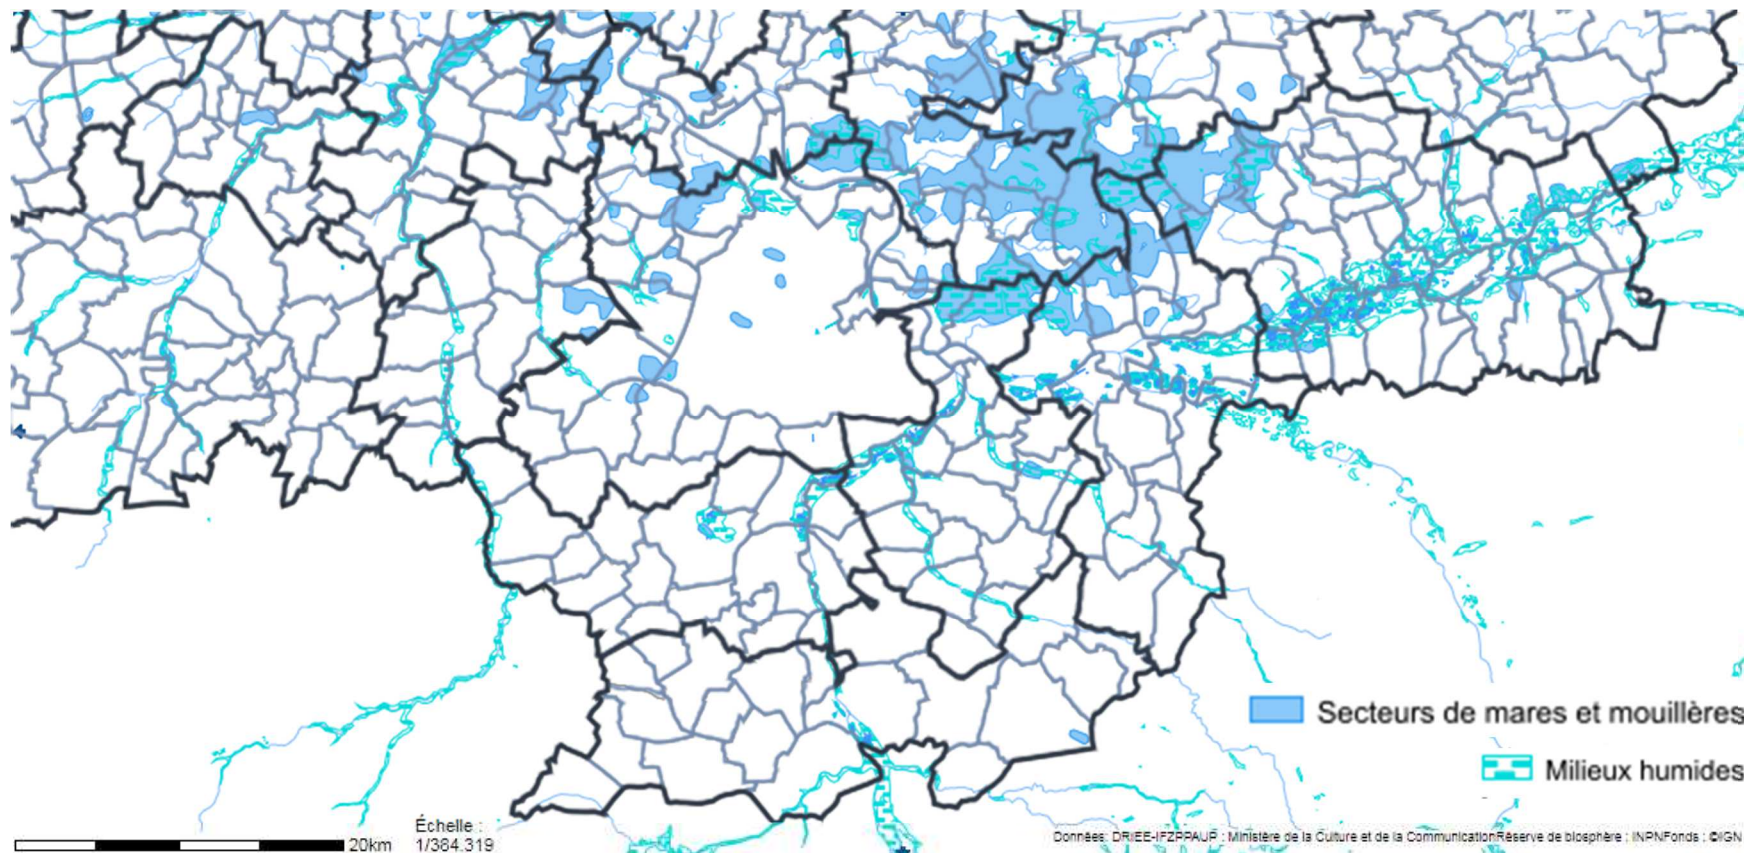 Secteurs de mares et mouillères
Milieux humides
20km
Échelle :
1/384.319
Données: DRIEE-IFZPPAUP : Ministère de la Culture et de la CommunicationRéserve de biosphère : INPNFonds : ©IGN